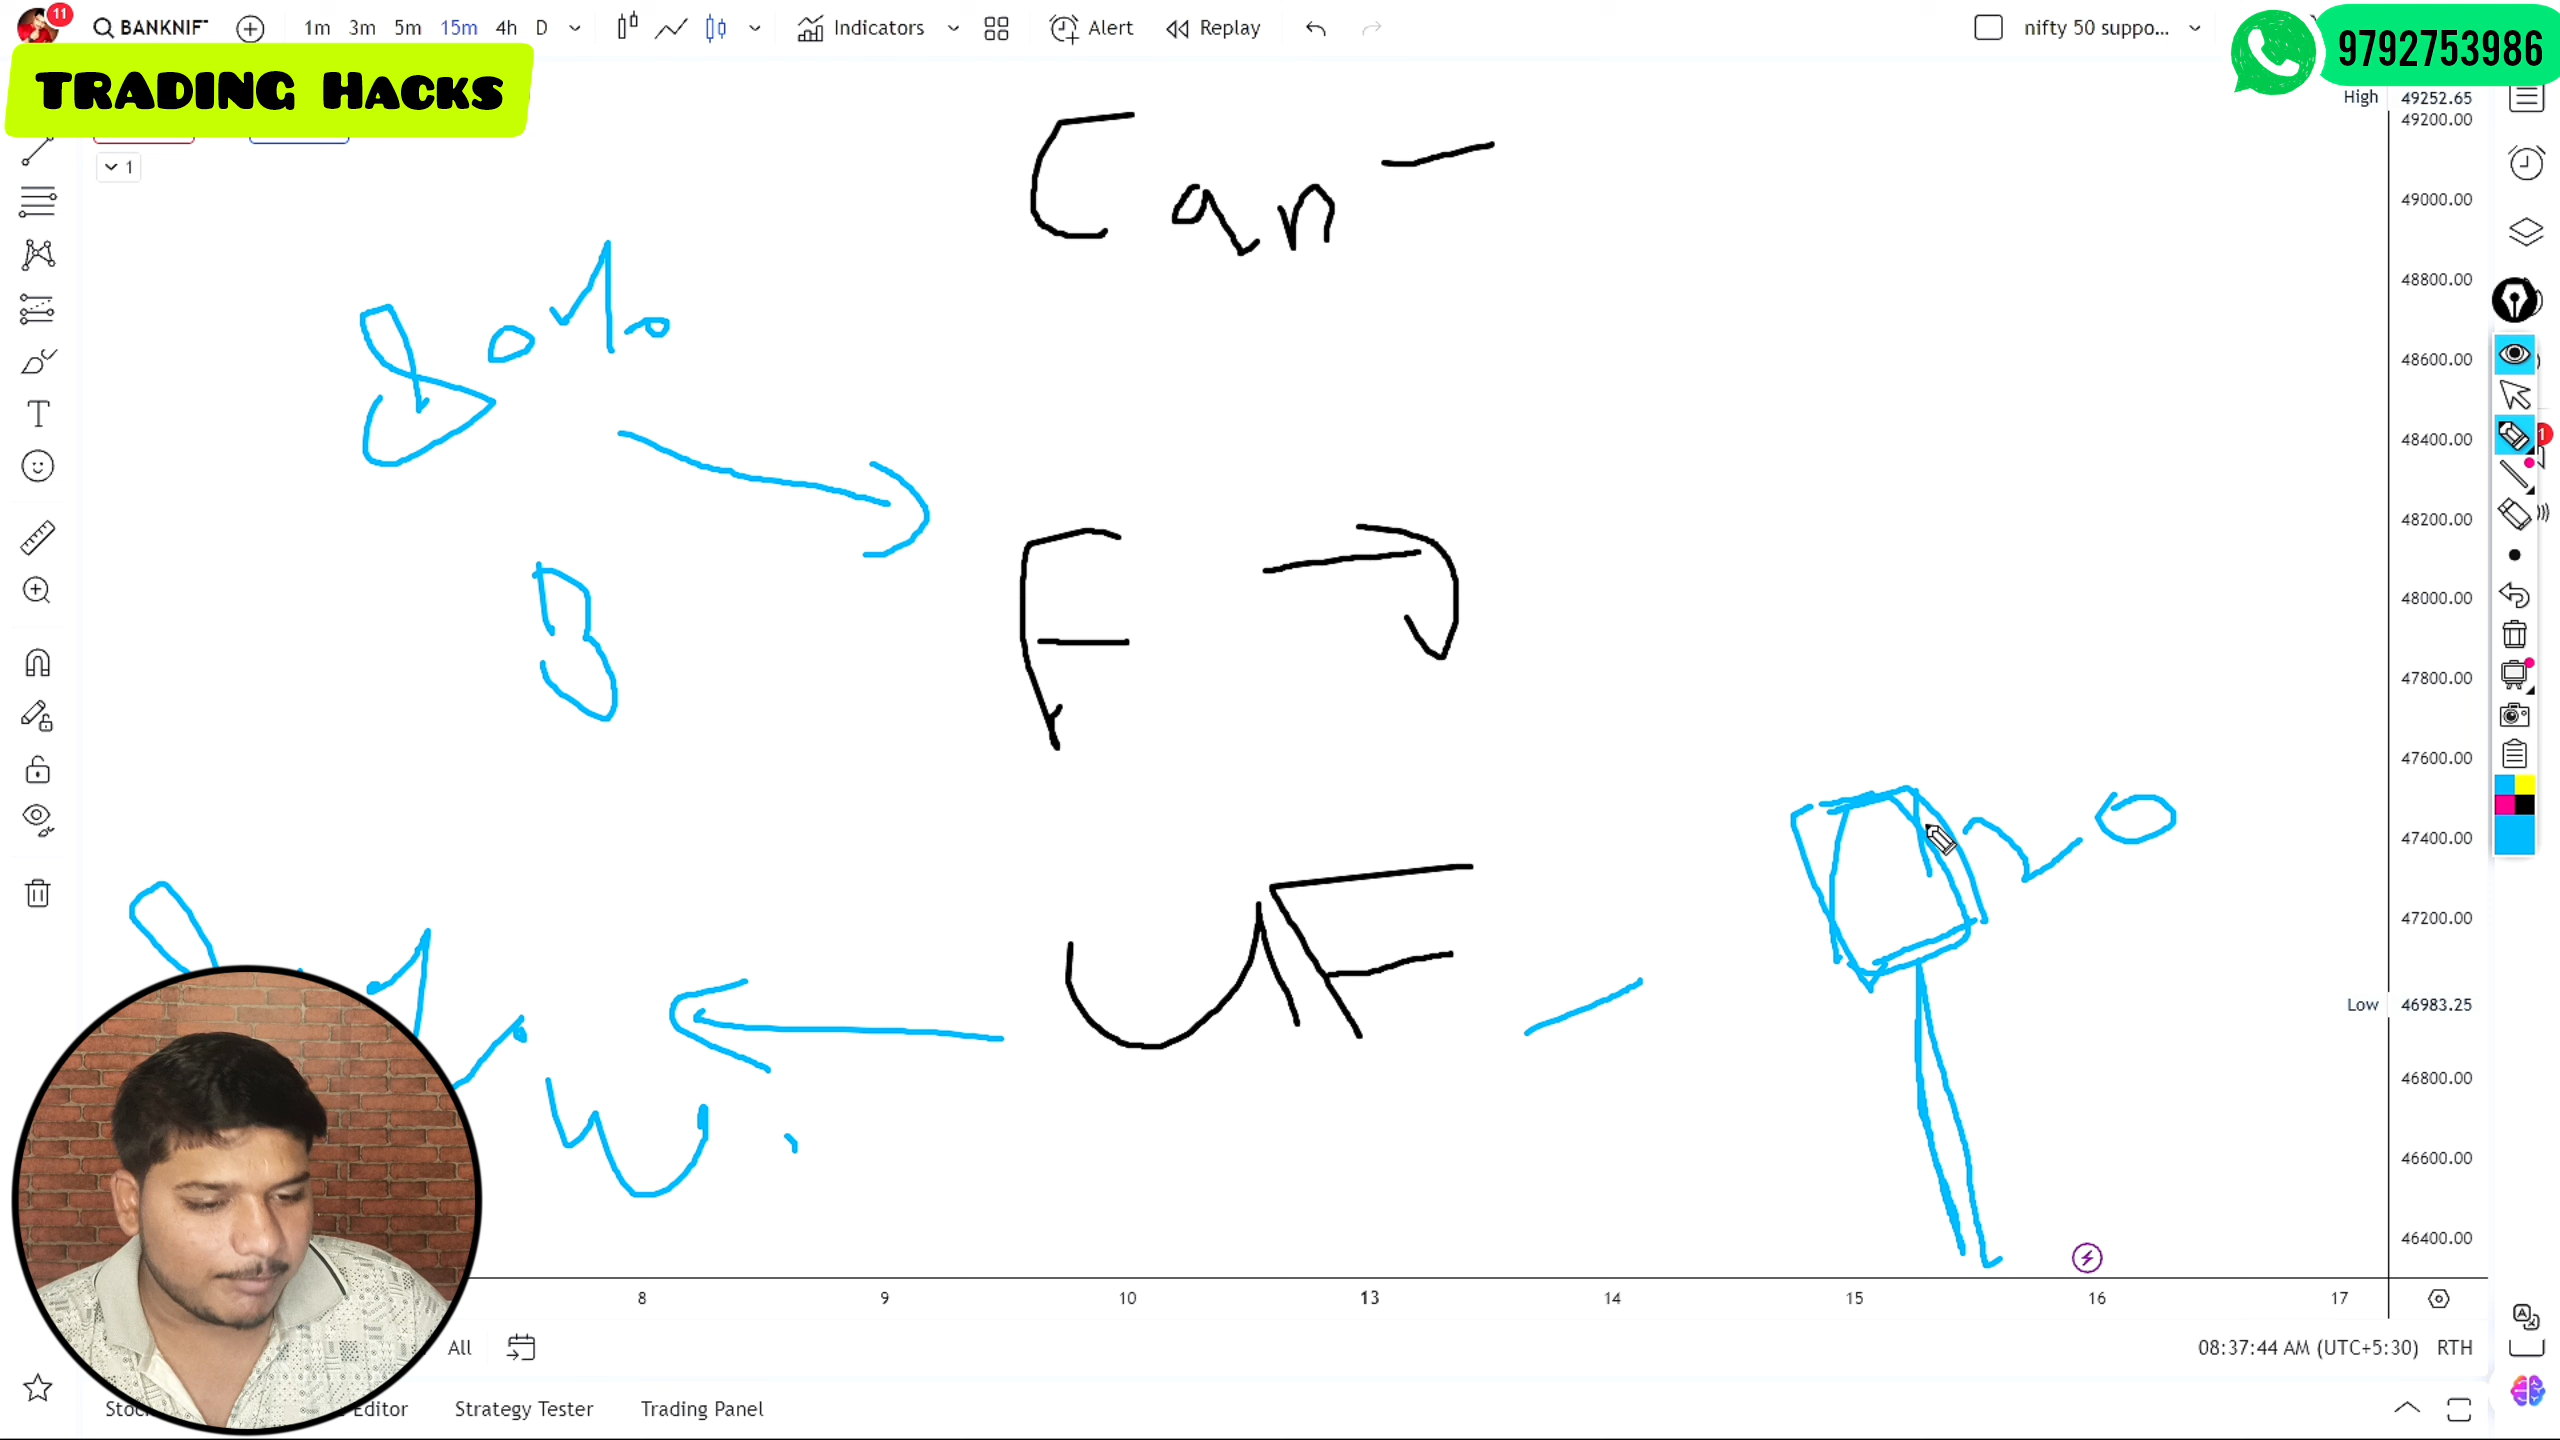 11
BANKNIF
1m 3m 5m 15m 4h D
Indicators
Alert
Replay
nifty 50 suppo...
9792753986
TRADING HACKS
1
Can
High 49252.65
49200.00
49000.00
48800.00
48600.00
48400.00
1
48200.00
48000.00
47800.00
47600.00
47400.00
47200.00
Low 46983.25
46800.00
46600.00
46400.00
8 9 10 13 14 15 16 17
All
08:37:44 AM (UTC+5:30) RTH
Editor
Strategy Tester
Trading Panel